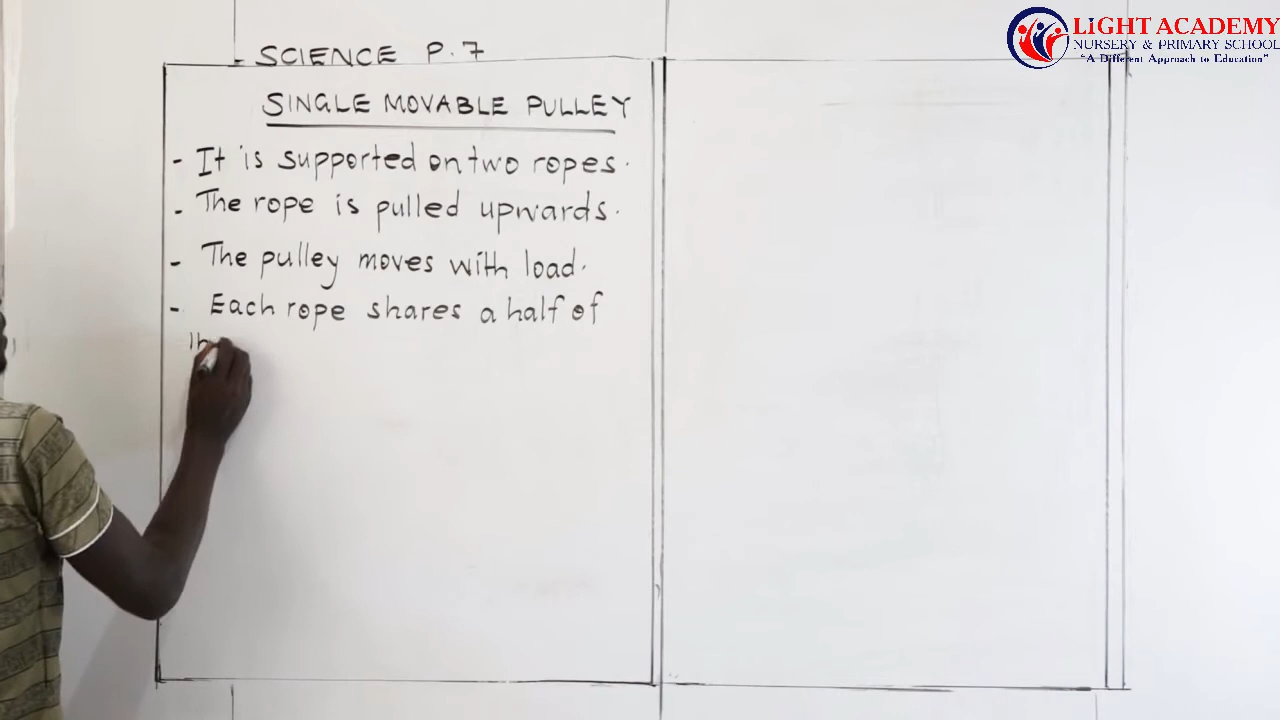 LIGHT ACADEMY
NURSERY & PRIMARY SCHOOL
"A Different Approach to Education"
- SCIENCE P.7
SINGLE MOVABLE PULLEY
- It is supported on two ropes.
- The rope is pulled upwards.
- The pulley moves with load.
- Each rope shares a half of